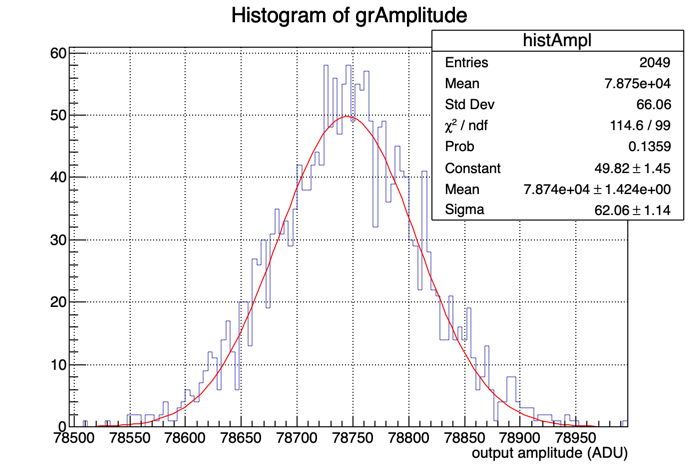 Histogram of grAmplitude
histAmpl
Entries 2049
Mean 7.875e+04
Std Dev 66.06
χ² / ndf 114.6 / 99
Prob 0.1359
Constant 49.82 ± 1.45
Mean 7.874e+04 ± 1.424e+00
Sigma 62.06 ± 1.14
60
50
40
30
20
10
0
78500 78550 78600 78650 78700 78750 78800 78850 78900 78950
output amplitude (ADU)